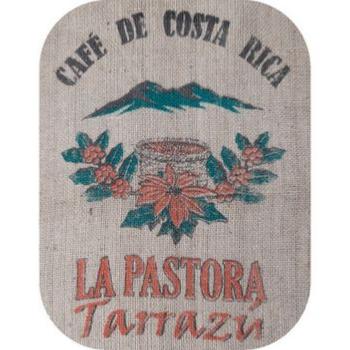 CAFÉ DE COSTA RICA
LA PASTORA
Tarrazú